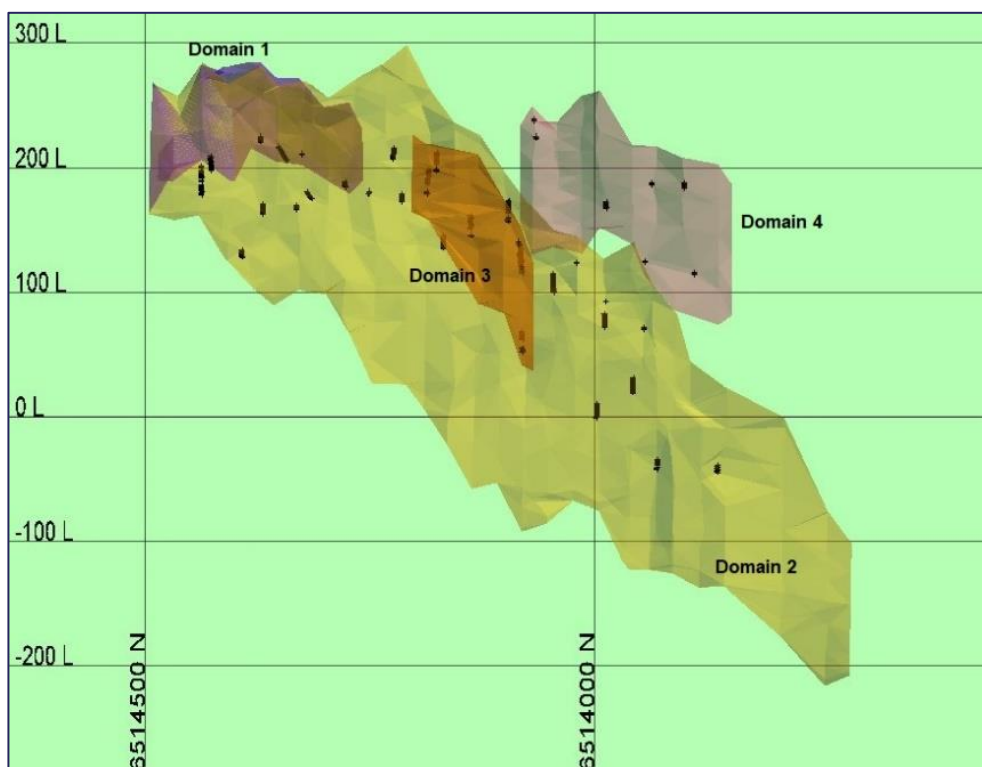 300 L
Domain 1
200 L
Domain 4
Domain 3
100 L
0 L
-100 L
Domain 2
-200 L
6514500 N
6514000 N